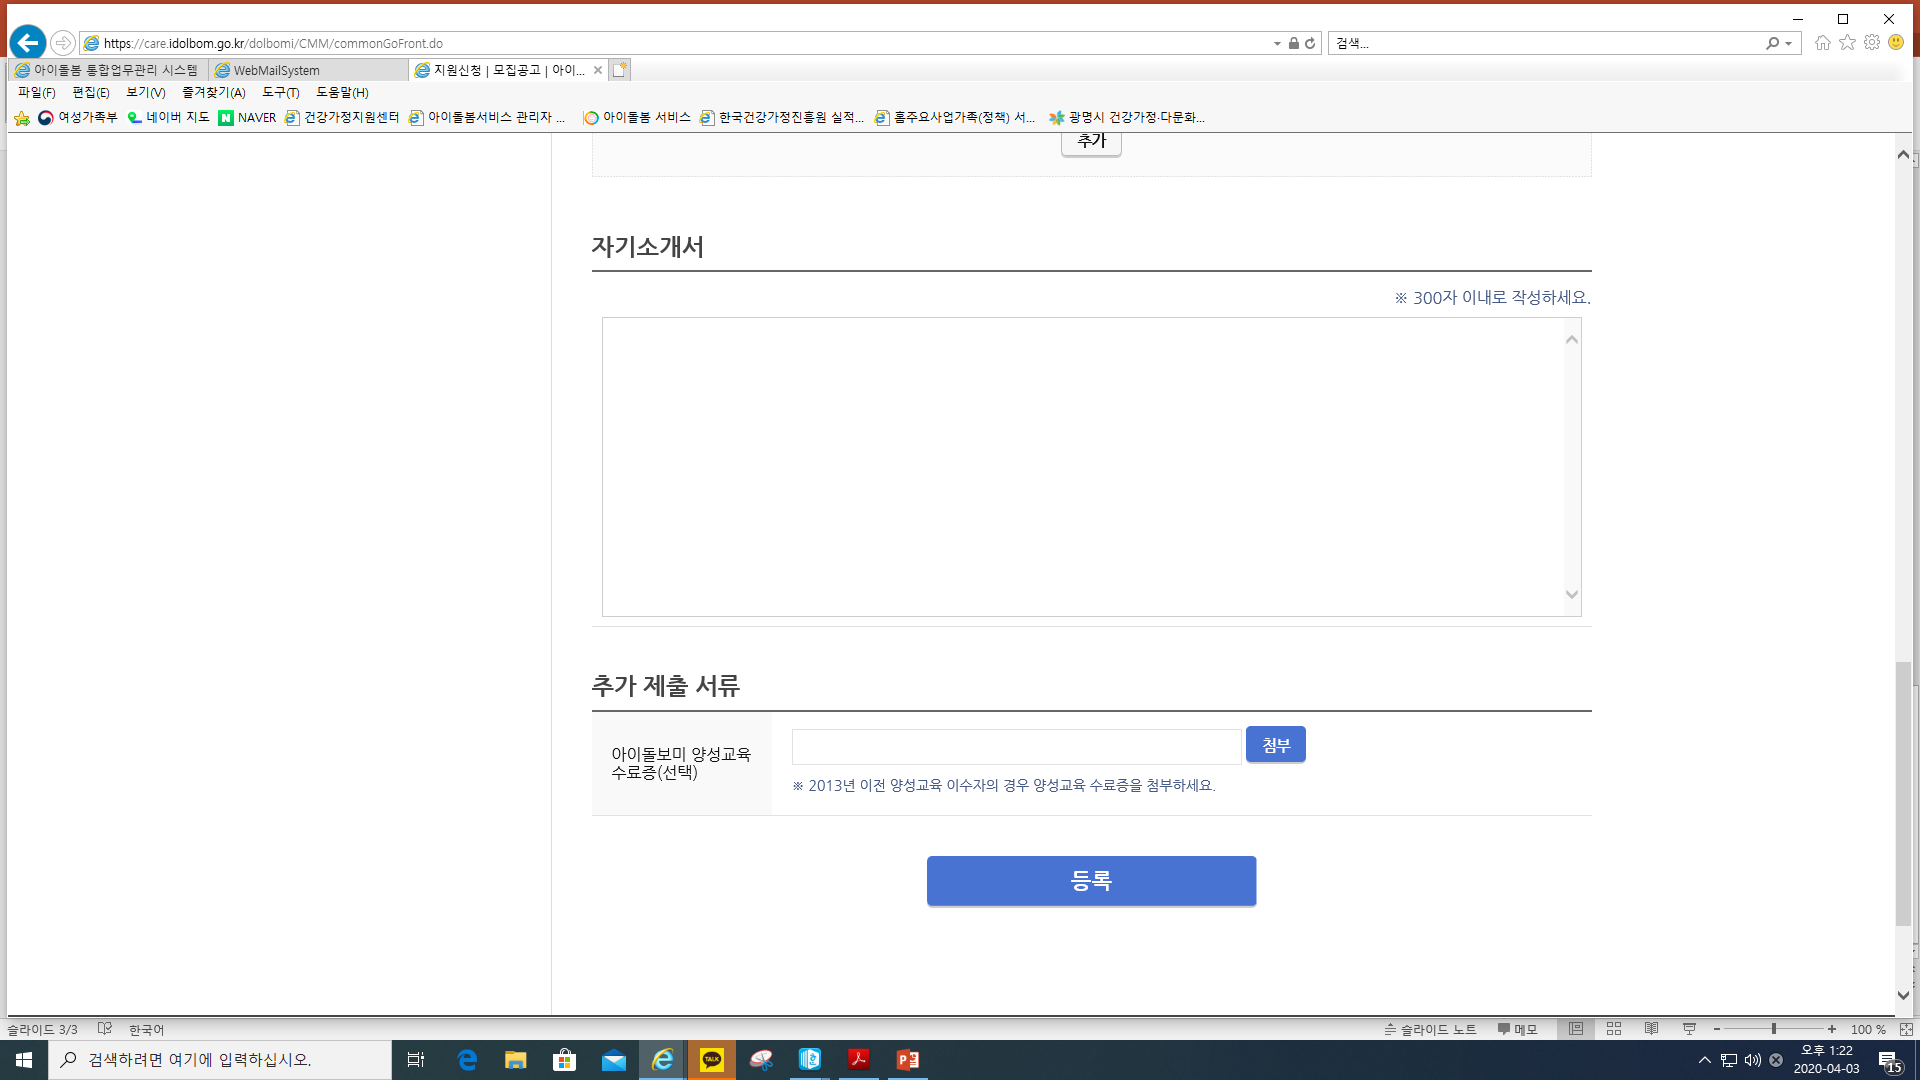 https://care.idolbom.go.kr/dolbomi/CMM/commonGoFront.do
검색...
아이돌봄 통합업무관리 시스템
WebMailSystem
지원신청 | 모집공고 | 아이...
파일(F) 편집(E) 보기(V) 즐겨찾기(A) 도구(T) 도움말(H)
여성가족부 네이버 지도 N NAVER 건강가정지원센터 아이돌봄서비스 관리자 ... 아이돌봄 서비스 한국건강가정진흥원 실적... 홈주요사업가족(정책) 서... 광명시 건강가정·다문화...
추가
자기소개서
※ 300자 이내로 작성하세요.
추가 제출 서류
아이돌보미 양성교육
수료증(선택)
첨부
※ 2013년 이전 양성교육 이수자의 경우 양성교육 수료증을 첨부하세요.
등록
슬라이드 3/3 한국어 슬라이드 노트 메모 100 %
검색하려면 여기에 입력하십시오.
TALK
오후 1:22
2020-04-03
15